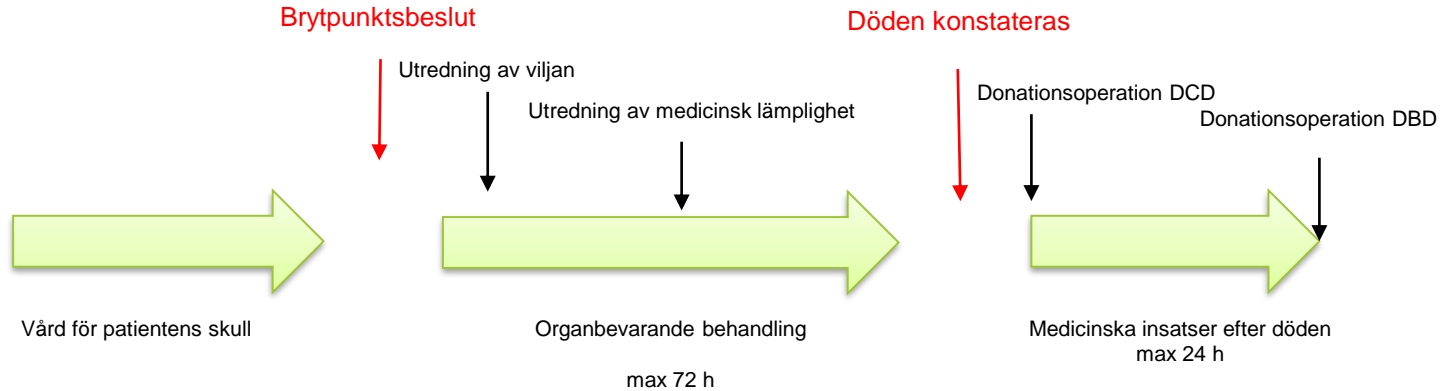 Brytpunktsbeslut
Döden konstateras
Utredning av viljan
Utredning av medicinsk lämplighet
Donationsoperation DCD
Donationsoperation DBD
Vård för patientens skull
Organbevarande behandling
max 72 h
Medicinska insatser efter döden
max 24 h